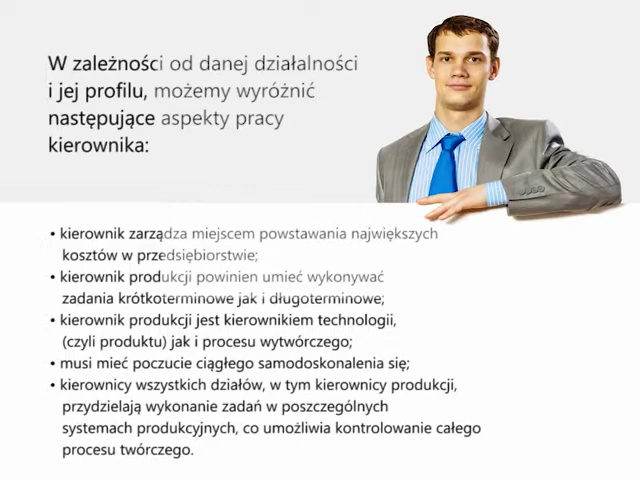 W zależności od danej działalności
i jej profilu, możemy wyróżnić
następujące aspekty pracy
kierownika:
• kierownik zarządza miejscem powstawania największych
kosztów w przedsiębiorstwie;
• kierownik produkcji powinien umieć wykonywać
zadania krótkoterminowe jak i długoterminowe;
• kierownik produkcji jest kierownikiem technologii,
(czyli produktu) jak i procesu wytwórczego;
• musi mieć poczucie ciągłego samodoskonalenia się;
• kierownicy wszystkich działów, w tym kierownicy produkcji,
przydzielają wykonanie zadań w poszczególnych
systemach produkcyjnych, co umożliwia kontrolowanie całego
procesu twórczego.